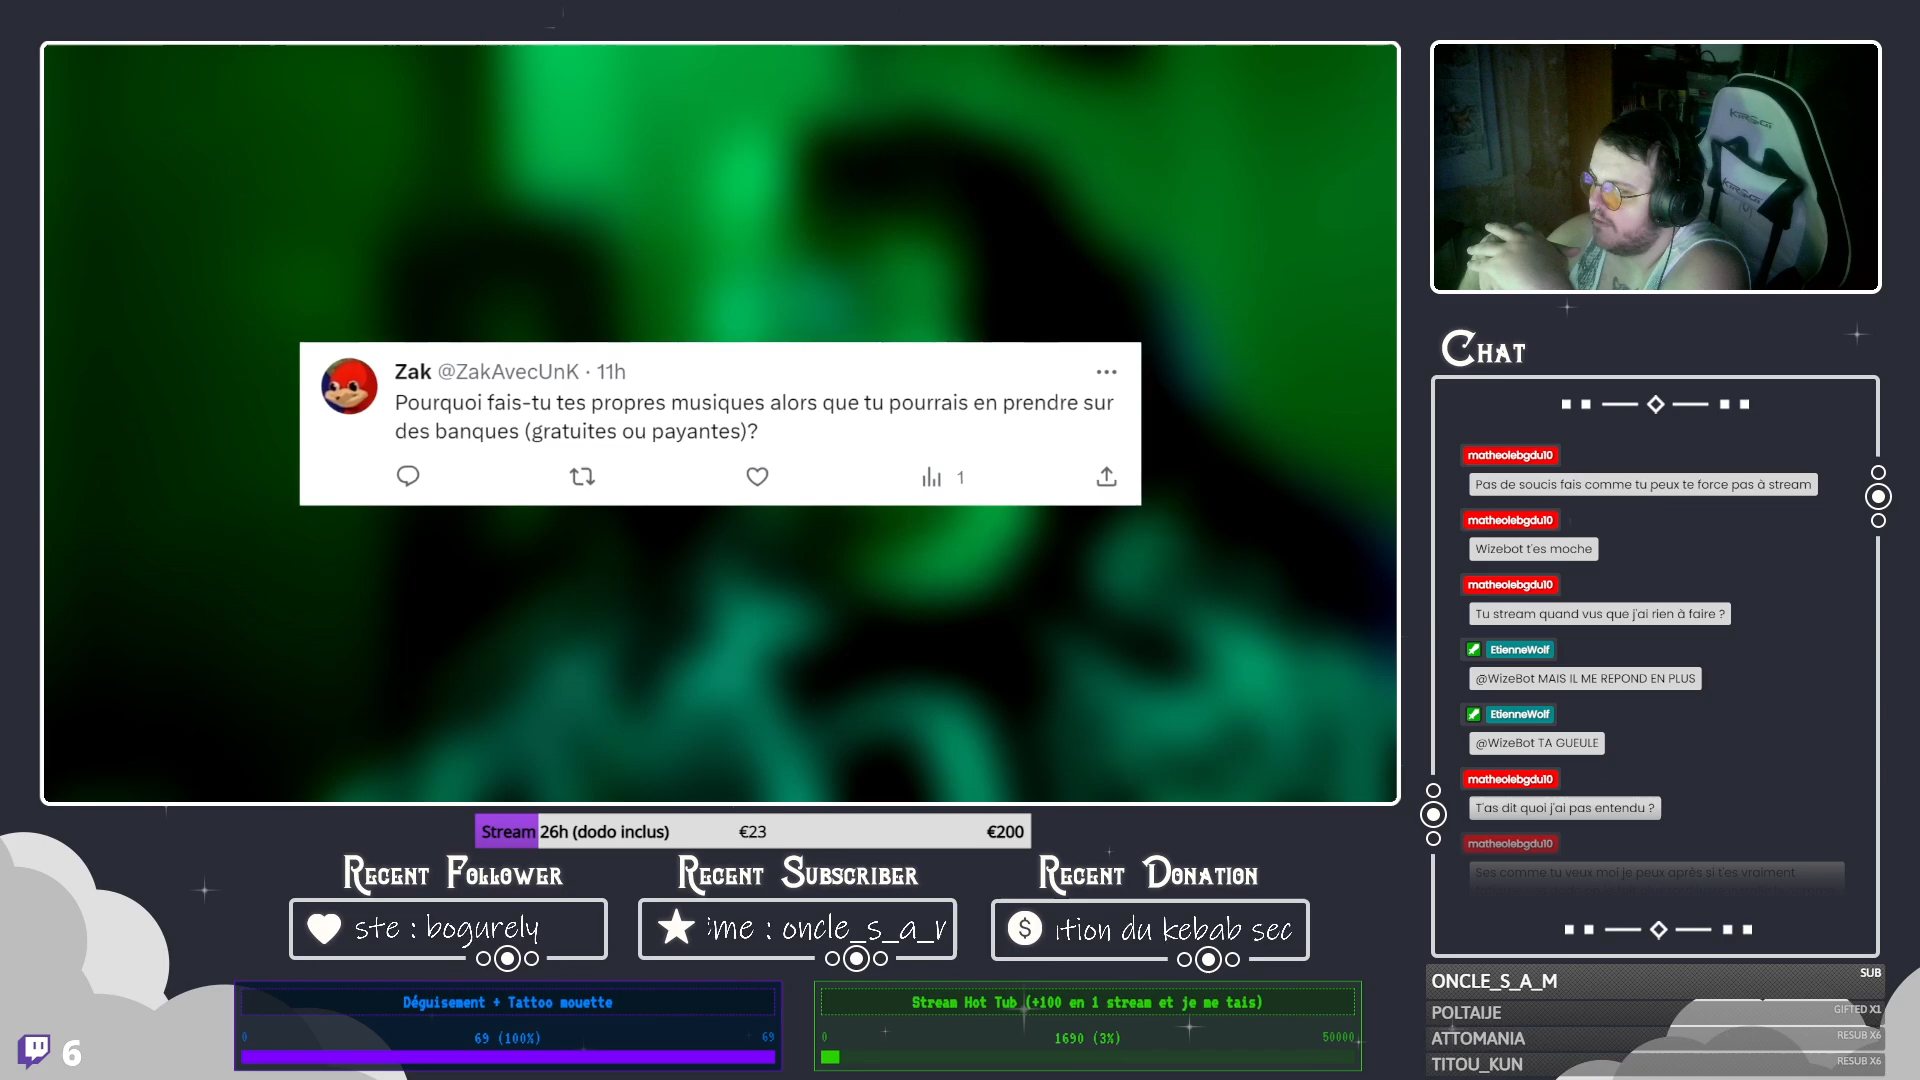 Zak @ZakAvecUnK · 11h
Pourquoi fais-tu tes propres musiques alors que tu pourrais en prendre sur
des banques (gratuites ou payantes)?
1
KIRSGI
KIRSGI
Chat
matheolebgdu10
Pas de soucis fais comme tu peux te force pas à stream
matheolebgdu10
Wizebot t'es moche
matheolebgdu10
Tu stream quand vus que j'ai rien à faire ?
EtienneWolf
@WizeBot MAIS IL ME REPOND EN PLUS
EtienneWolf
@WizeBot TA GUEULE
matheolebgdu10
T'as dit quoi j'ai pas entendu ?
matheolebgdu10
Ses comme tu veux moi je peux après si t'es vraiment
Stream 26h (dodo inclus) €23 €200
Recent Follower
ste : bogurely
Recent Subscriber
me : oncle_s_a_
Recent Donation
tion du kebab sec
Déguisement + Tattoo mouette
0 69 (100%) 69
Stream Hot Tub (+100 en 1 stream et je me tais)
0 1690 (3%) 50000
ONCLE_S_A_M SUB
POLTAIJE GIFTED X1
ATTOMANIA RESUB X6
TITOU_KUN RESUB X6
6